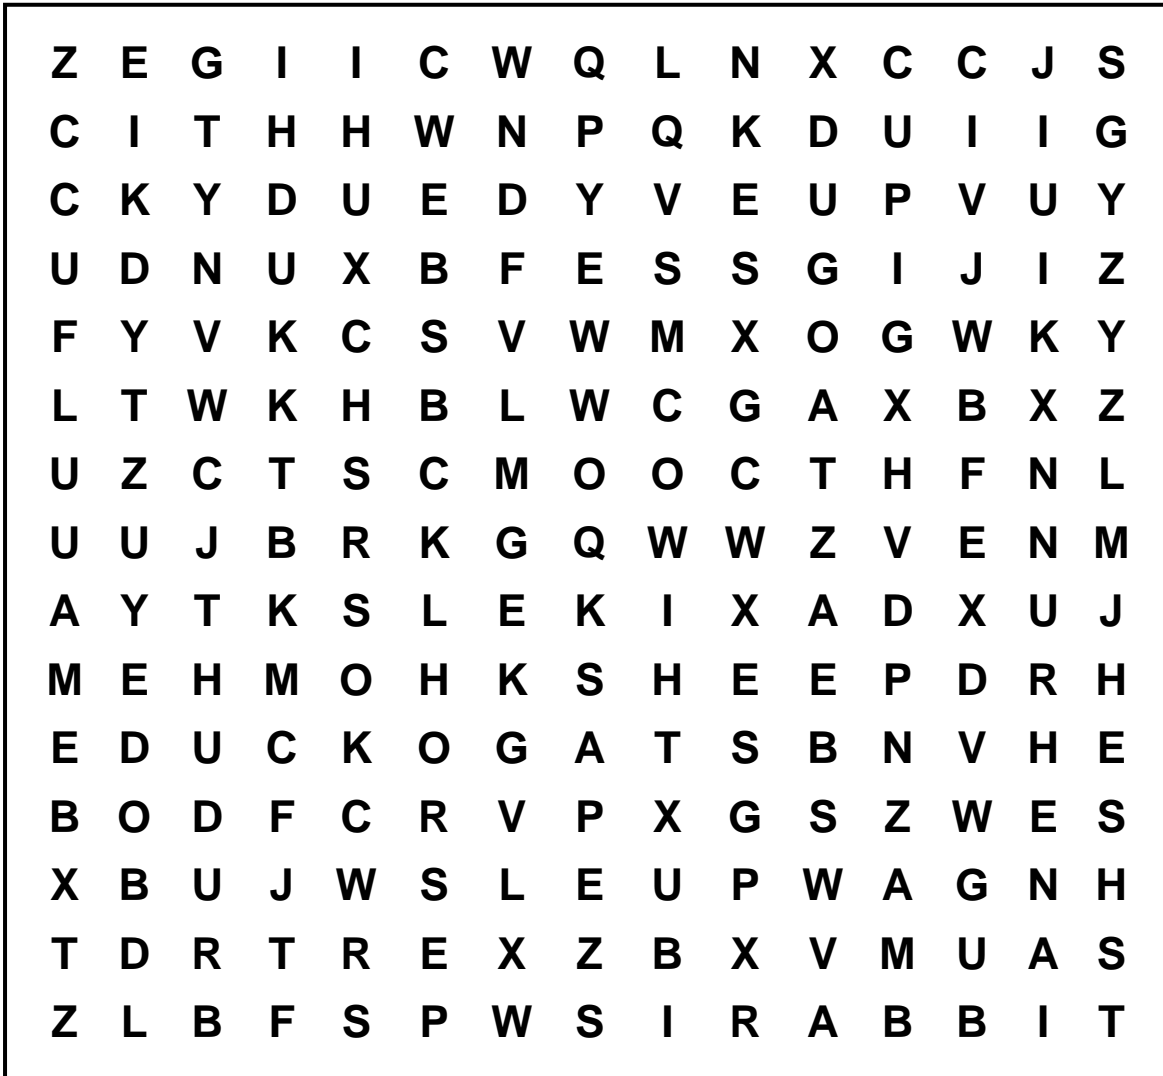 Z E G I I C W Q L N X C C J S
C I T H H W N P Q K D U I I G
C K Y D U E D Y V E U P V U Y
U D N U X B F E S S G I J I Z
F Y V K C S V W M X O G W K Y
L T W K H B L W C G A X B X Z
U Z C T S C M O O C T H F N L
U U J B R K G Q W W Z V E N M
A Y T K S L E K I X A D X U J
M E H M O H K S H E E P D R H
E D U C K O G A T S B N V H E
B O D F C R V P X G S Z W E S
X B U J W S L E U P W A G N H
T D R T R E X Z B X V M U A S
Z L B F S P W S I R A B B I T